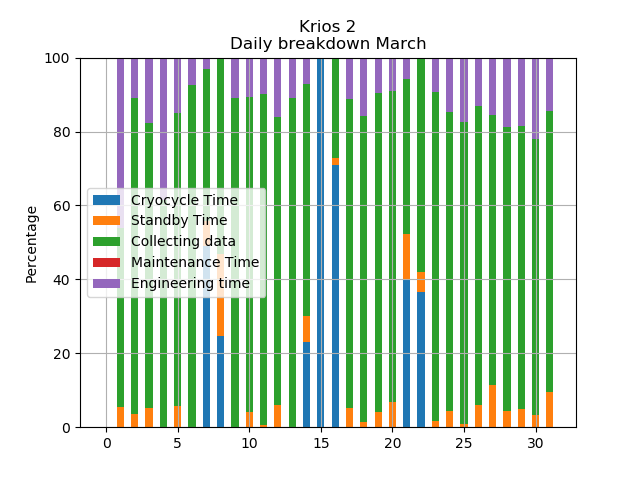 Krios 2
Daily breakdown March
Percentage
100
80
60
40
20
0
Cryocycle Time
Standby Time
Collecting data
Maintenance Time
Engineering time
0 5 10 15 20 25 30